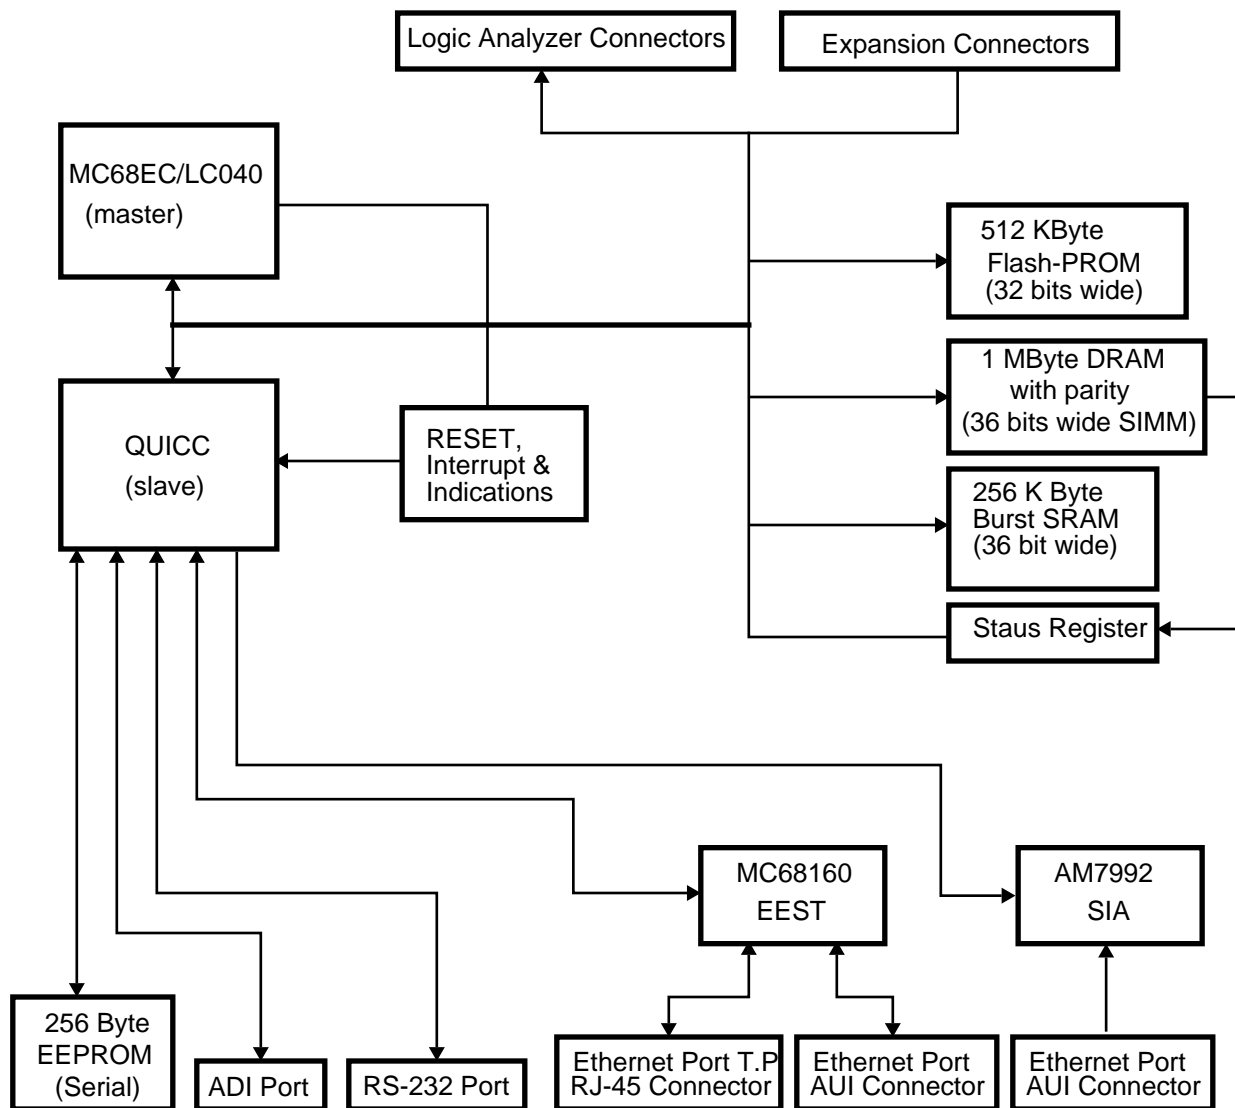 Logic Analyzer Connectors
Expansion Connectors
MC68EC/LC040
(master)
512 KByte
Flash-PROM
(32 bits wide)
1 MByte DRAM
with parity
(36 bits wide SIMM)
QUICC
(slave)
RESET,
Interrupt &
Indications
256 K Byte
Burst SRAM
(36 bit wide)
Staus Register
MC68160
EEST
AM7992
SIA
256 Byte
EEPROM
(Serial)
ADI Port
RS-232 Port
Ethernet Port T.P
RJ-45 Connector
Ethernet Port
AUI Connector
Ethernet Port
AUI Connector